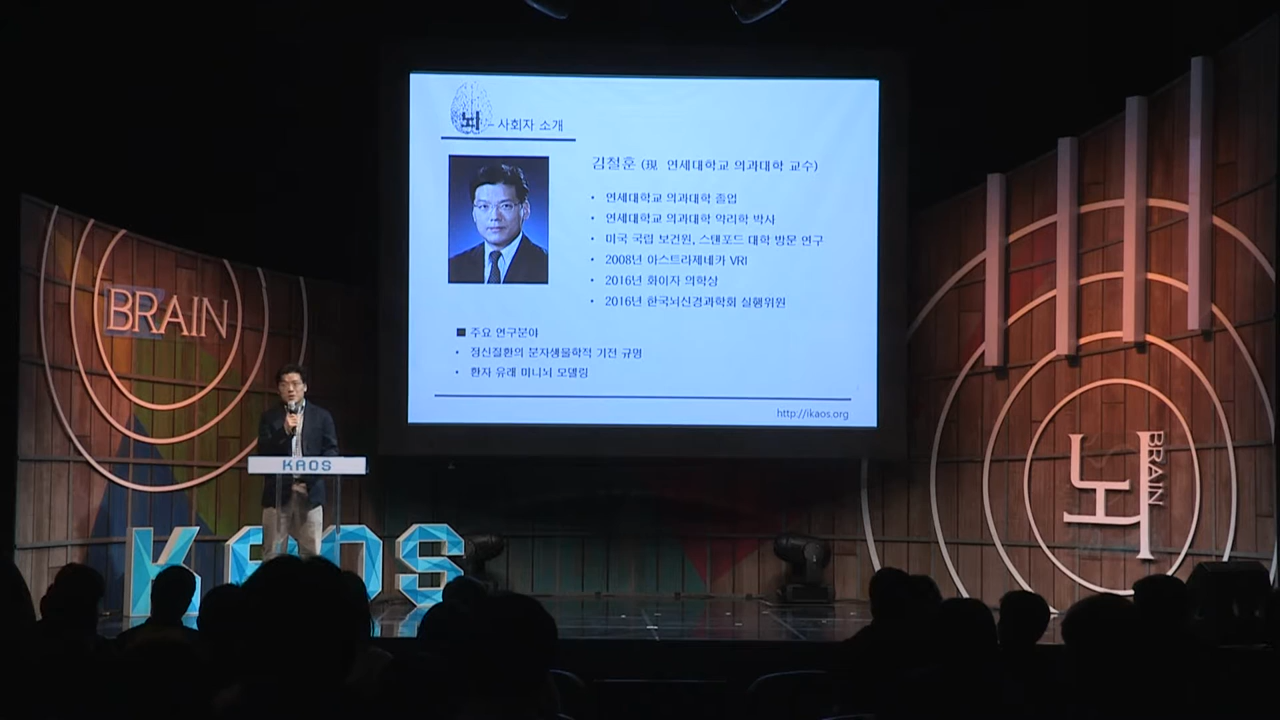 뇌 - 사회자 소개
김철훈 (現 연세대학교 의과대학 교수)
• 연세대학교 의과대학 졸업
• 연세대학교 의과대학 약리학 박사
• 미국 국립 보건원, 스탠포드 대학 방문 연구
• 2008년 아스트라제네카 VRI
• 2016년 화이자 의학상
• 2016년 한국뇌신경과학회 실행위원
■ 주요 연구분야
• 정신질환의 분자생물학적 기전 규명
• 환자 유래 미니뇌 모델링
http://ikaos.org
BRAIN
KAOS
KAOS
뇌
BRAIN